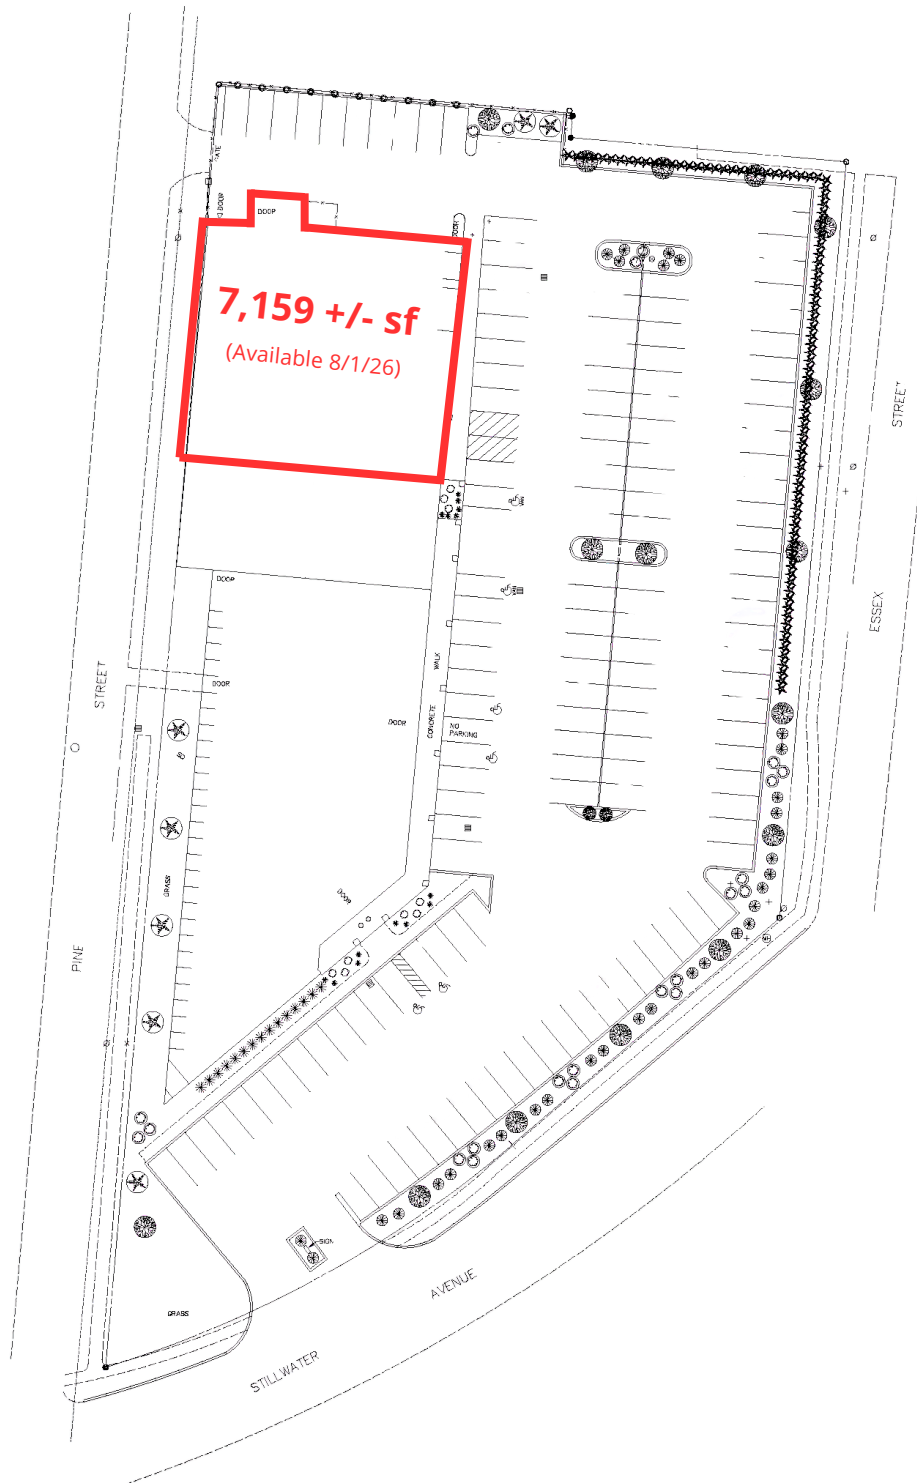 GATE
DOOR
DOOR
7,159 +/- sf
(Available 8/1/26)
STREET
DOOR
ESSEX
STREET
DOOR
WALK
CONCRETE
DOOR
NO
PARKING
GRASS
DOOR
PINE
SIGN
AVENUE
GRASS
STILLWATER